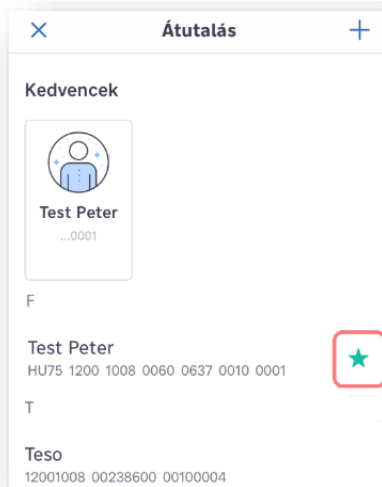 Átutalás
Kedvencek
Test Peter
...0001
F
Test Peter
HU75 1200 1008 0060 0637 0010 0001
T
Teso
12001008 00238600 00100004